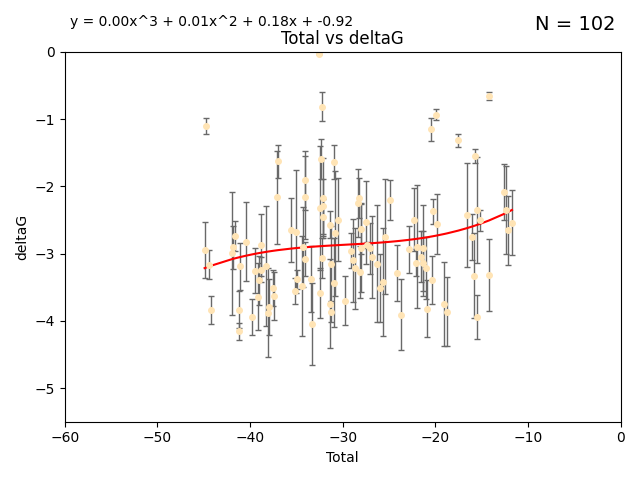 y = 0.00x^3 + 0.01x^2 + 0.18x + -0.92
N = 102
Total vs deltaG
0
−1
−2
−3
−4
−5
deltaG
−60 −50 −40 −30 −20 −10 0
Total